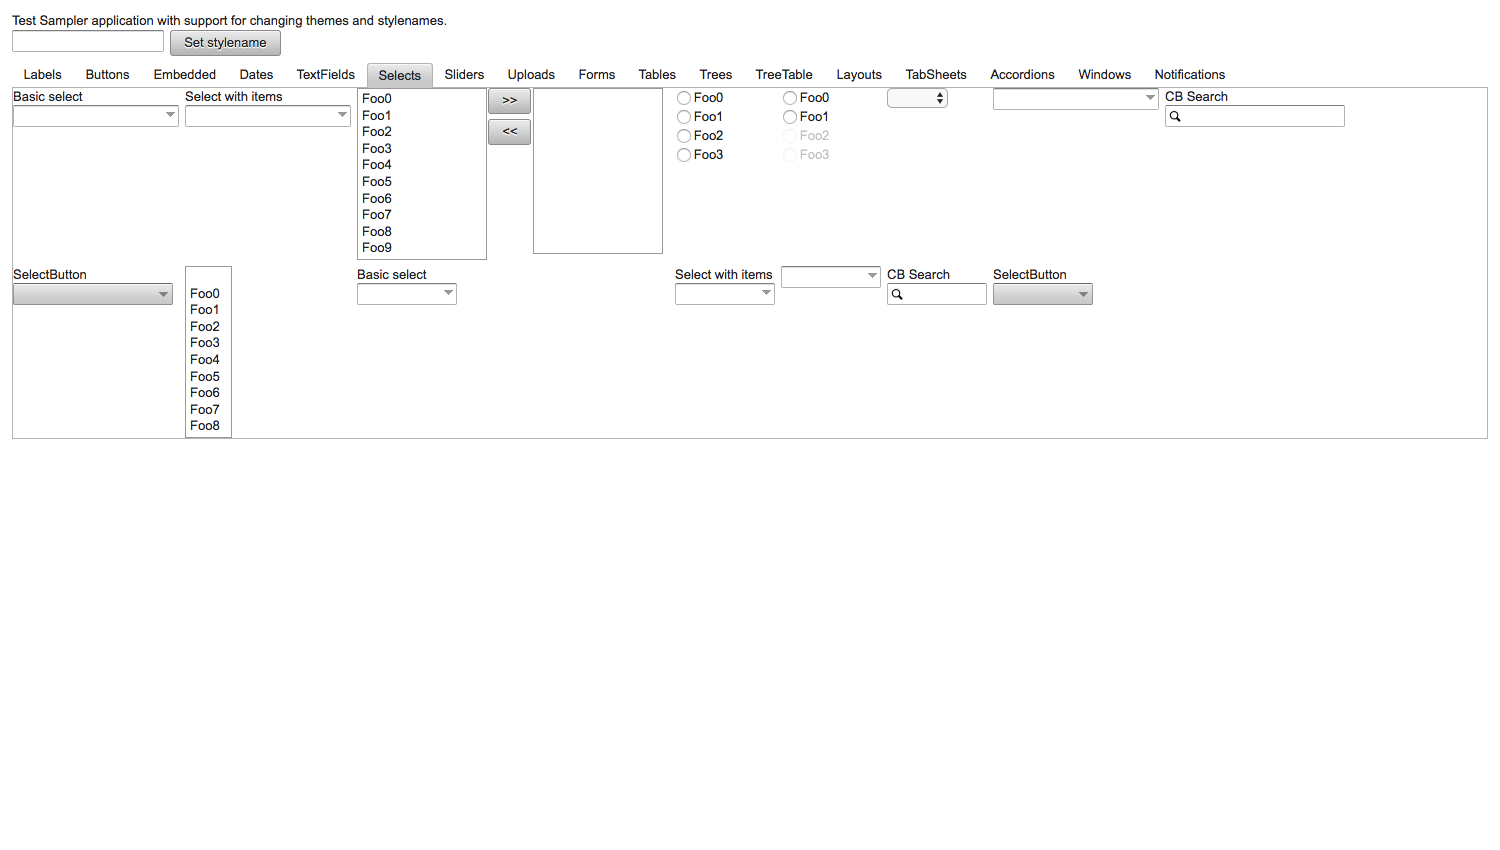 Test Sampler application with support for changing themes and stylenames.
Set stylename
Labels Buttons Embedded Dates TextFields Selects Sliders Uploads Forms Tables Trees TreeTable Layouts TabSheets Accordions Windows Notifications
Basic select
Select with items
Foo0
Foo1
Foo2
Foo3
Foo4
Foo5
Foo6
Foo7
Foo8
Foo9
>>
<<
Foo0
Foo1
Foo2
Foo3
Foo0
Foo1
Foo2
Foo3
CB Search
SelectButton
Foo0
Foo1
Foo2
Foo3
Foo4
Foo5
Foo6
Foo7
Foo8
Basic select
Select with items
CB Search
SelectButton